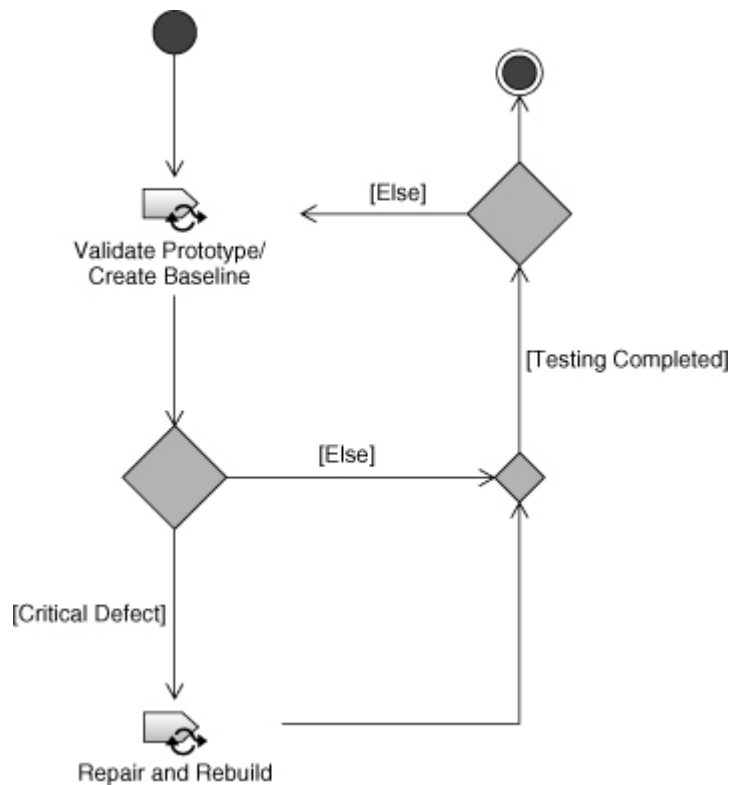 [Else]
Validate Prototype/
Create Baseline
[Testing Completed]
[Else]
[Critical Defect]
Repair and Rebuild